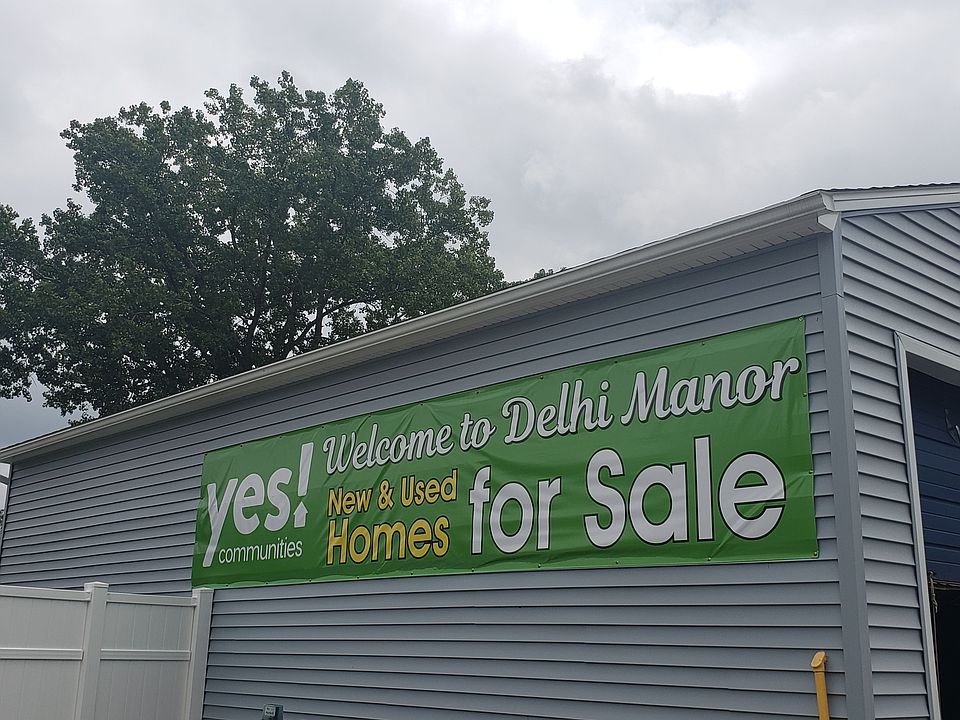 yes!
communities
Welcome to Delhi Manor
New & Used
Homes
for Sale